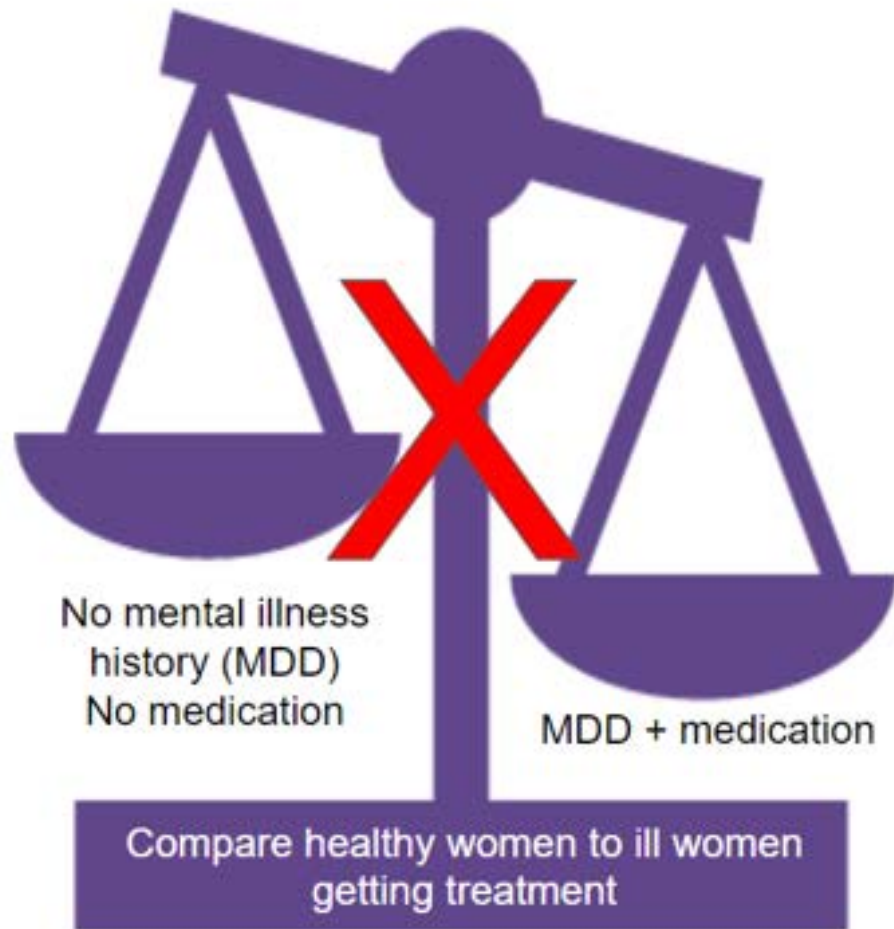 No mental illness
history (MDD)
No medication
MDD + medication
Compare healthy women to ill women
getting treatment